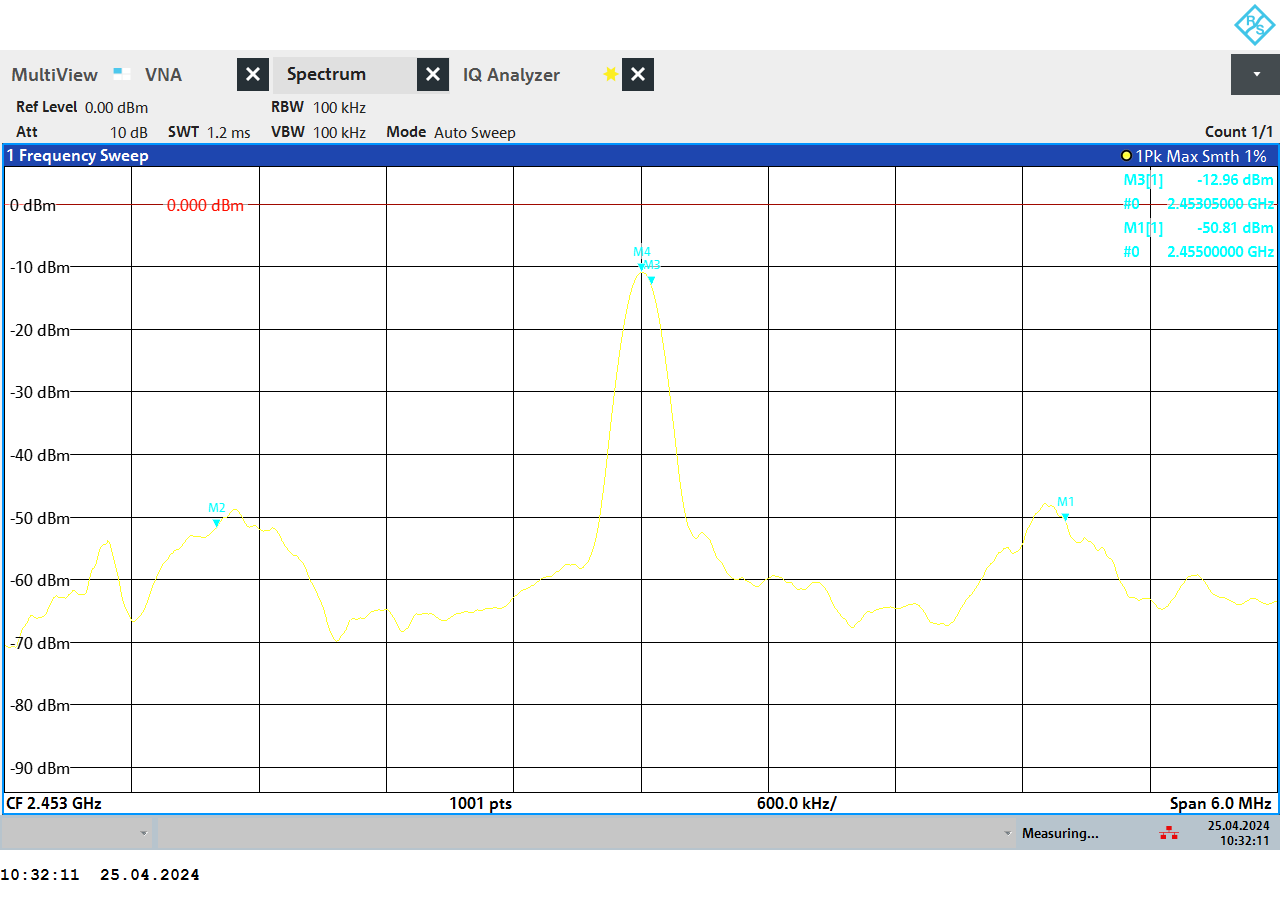 R S
MultiView VNA Spectrum IQ Analyzer
Ref Level 0.00 dBm RBW 100 kHz
Att 10 dB SWT 1.2 ms VBW 100 kHz Mode Auto Sweep Count 1/1
1 Frequency Sweep 1Pk Max Smth 1%
M3[1] -12.96 dBm
0 dBm 0.000 dBm #0 2.45305000 GHz
M1[1] -50.81 dBm
M4 #0 2.45500000 GHz
-10 dBm M3
-20 dBm
-30 dBm
-40 dBm
M2 M1
-50 dBm
-60 dBm
-70 dBm
-80 dBm
-90 dBm
CF 2.453 GHz 1001 pts 600.0 kHz/ Span 6.0 MHz
Measuring... 25.04.2024
10:32:11
10:32:11 25.04.2024